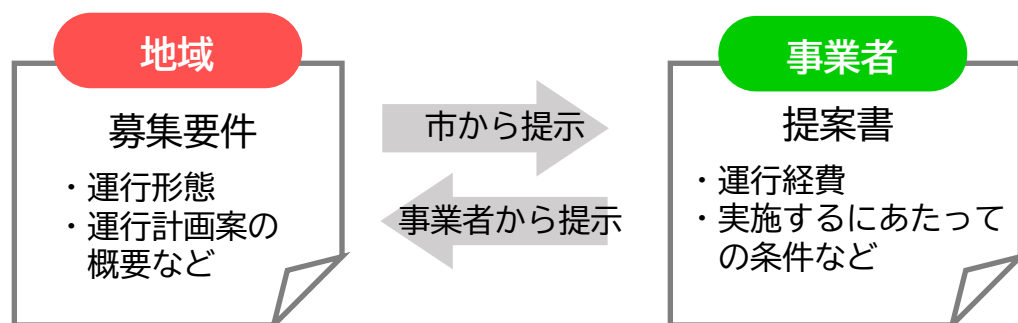 地域
募集要件
・運行形態
・運行計画案の
概要など
市から提示
事業者から提示
事業者
提案書
・運行経費
・実施するにあたって
の条件など